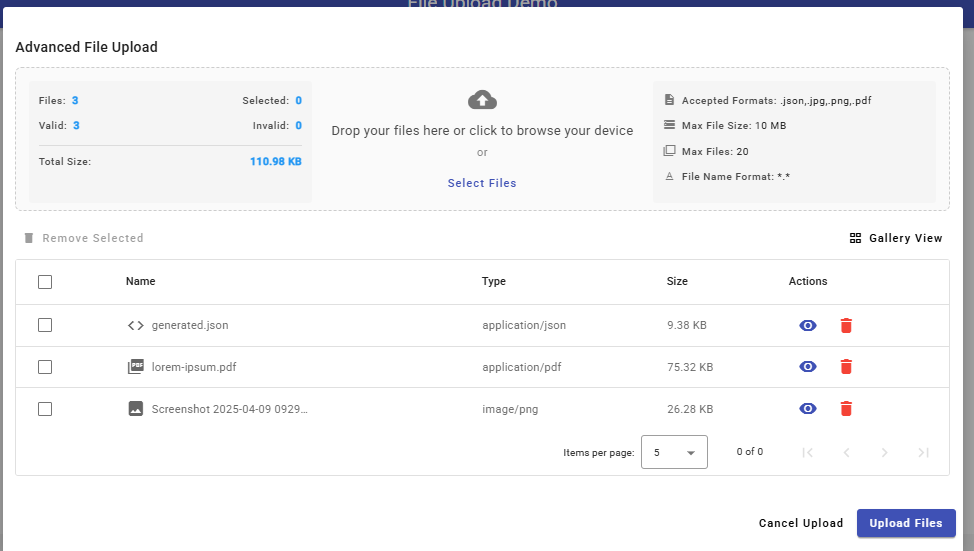 File Upload Demo
Advanced File Upload
Files: 3
Selected: 0
Valid: 3
Invalid: 0
Total Size: 110.98 KB
Drop your files here or click to browse your device
or
Select Files
Accepted Formats: .json,.jpg,.png,.pdf
Max File Size: 10 MB
Max Files: 20
File Name Format: *.*
Remove Selected
Gallery View
Name Type Size Actions
generated.json application/json 9.38 KB
PDF lorem-ipsum.pdf application/pdf 75.32 KB
Screenshot 2025-04-09 0929... image/png 26.28 KB
Items per page: 5 0 of 0
Cancel Upload Upload Files